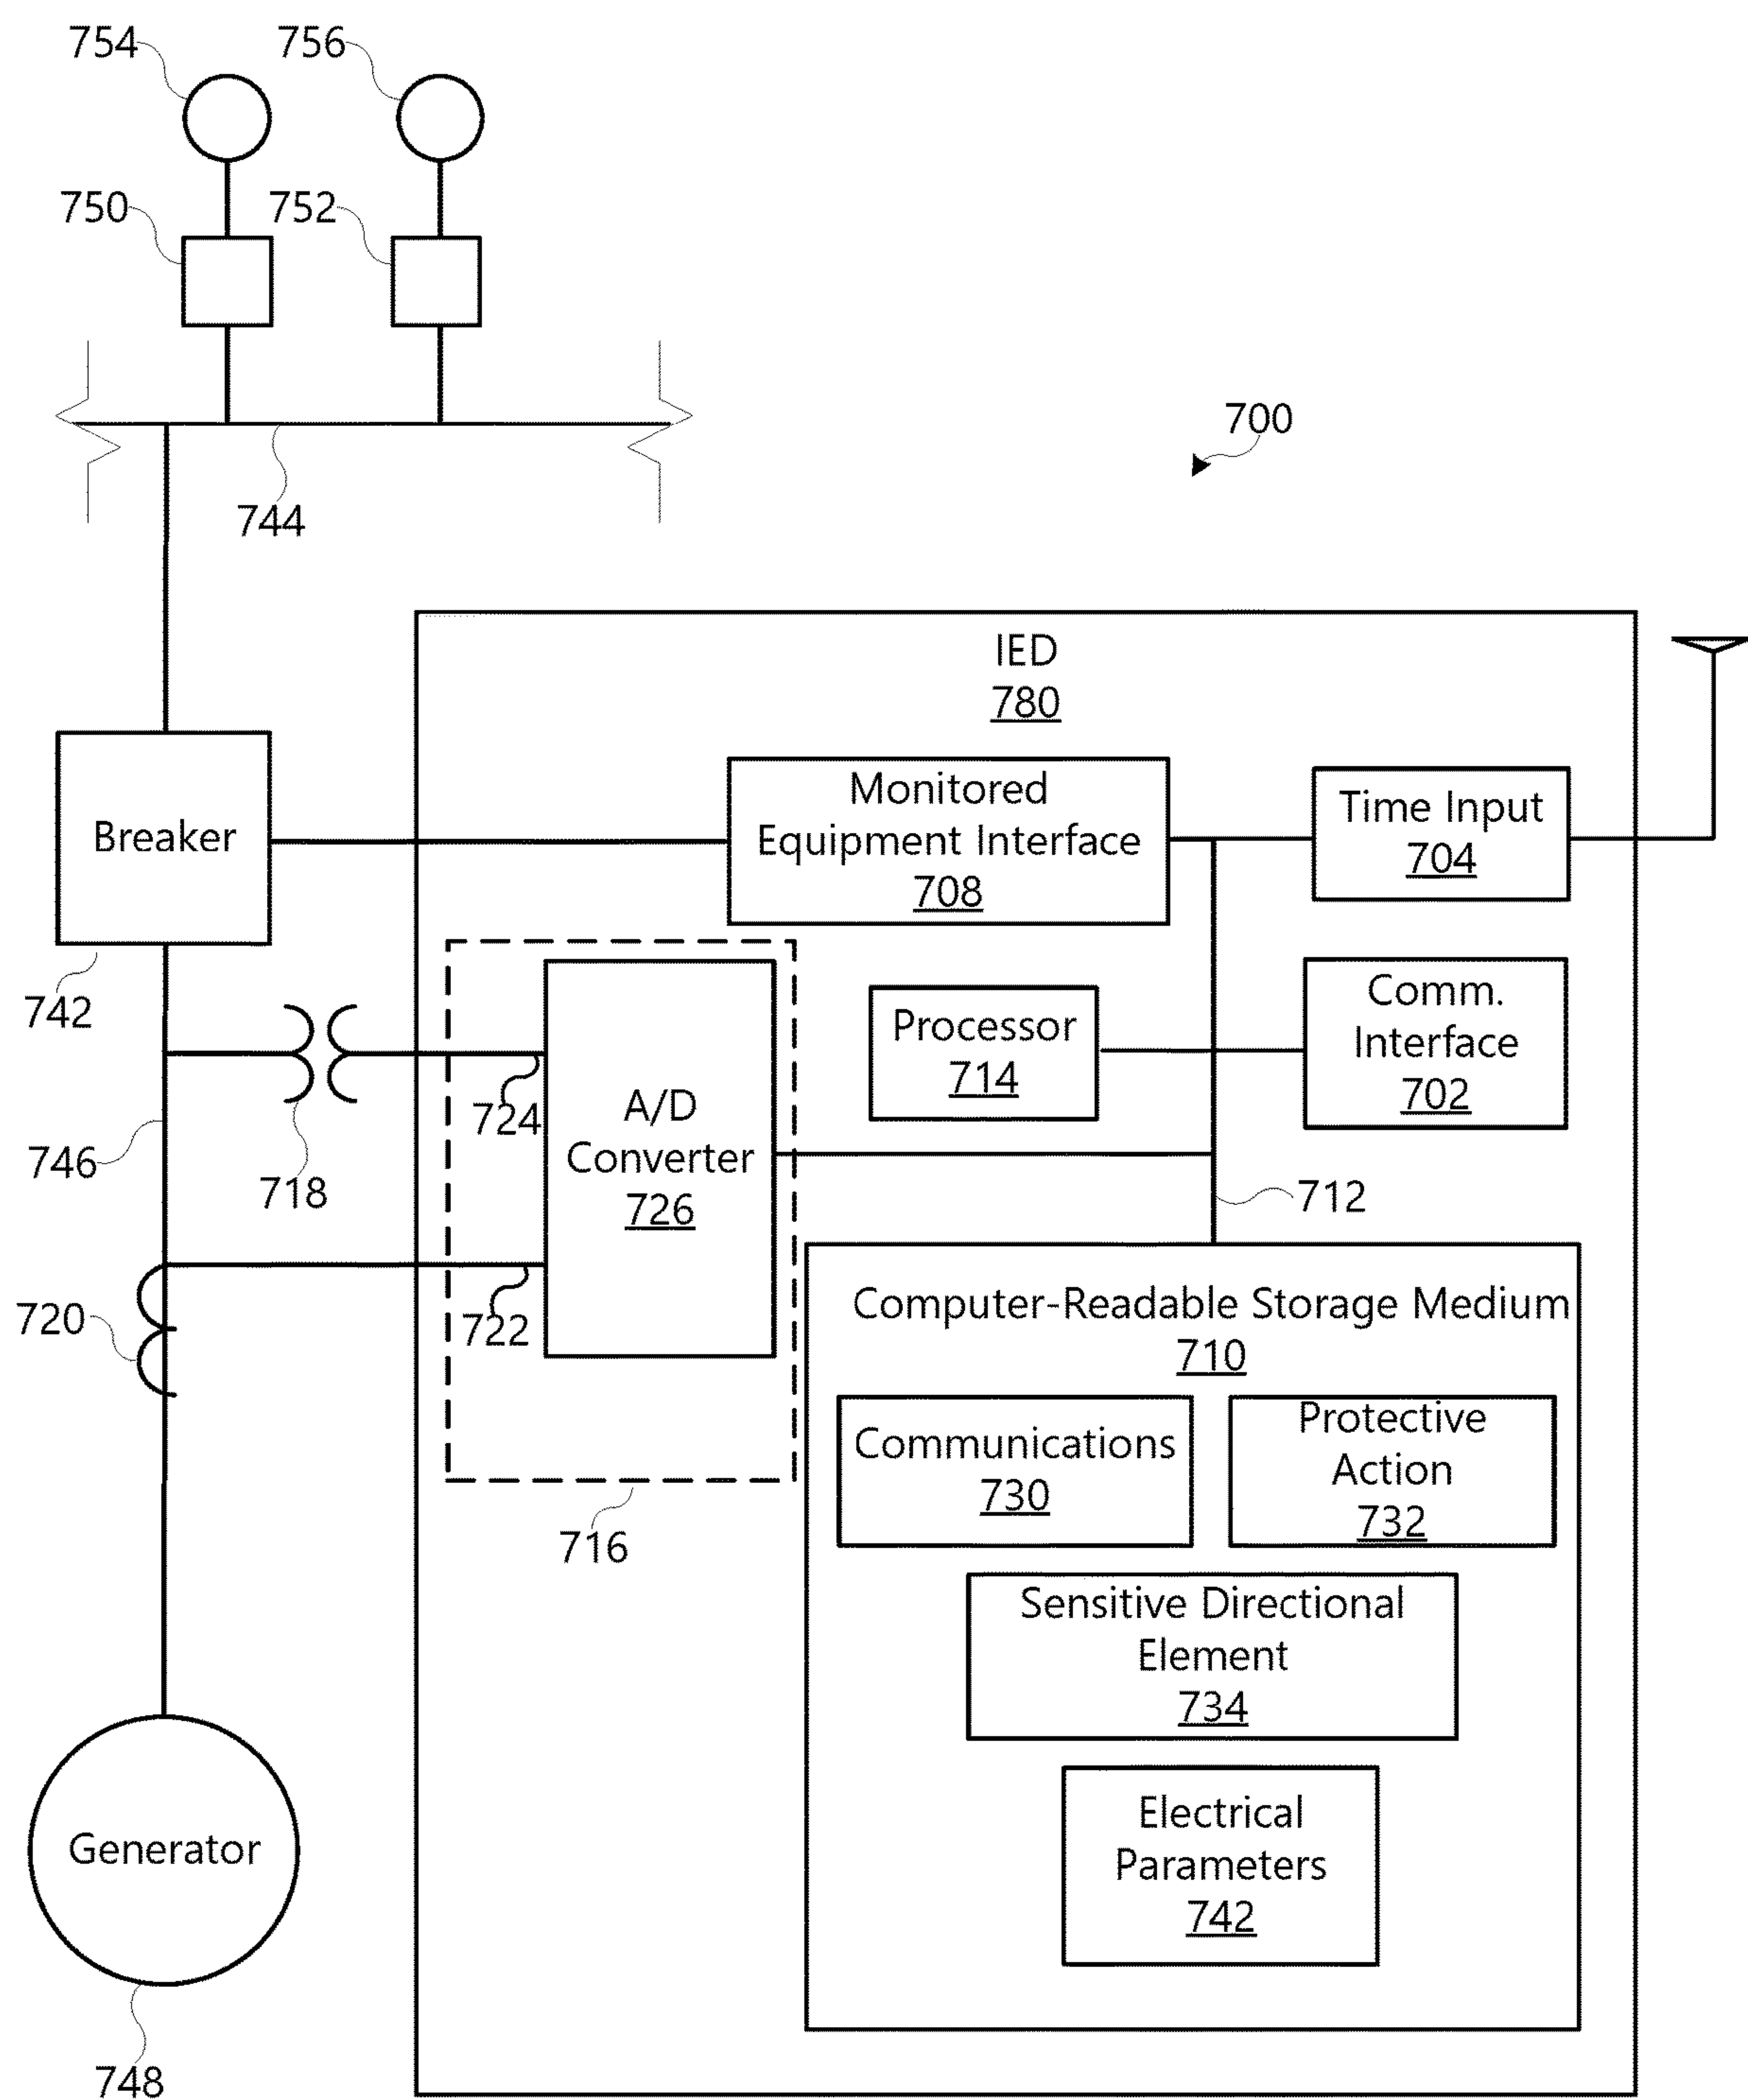 754
756
750
752
744
700
IED
780
Breaker
742
Monitored
Equipment Interface
708
Time Input
704
Processor
714
Comm.
Interface
702
724
A/D
Converter
726
746
718
712
720
722
716
Computer-Readable Storage Medium
710
Communications
730
Protective
Action
732
Sensitive Directional
Element
734
Electrical
Parameters
742
Generator
748